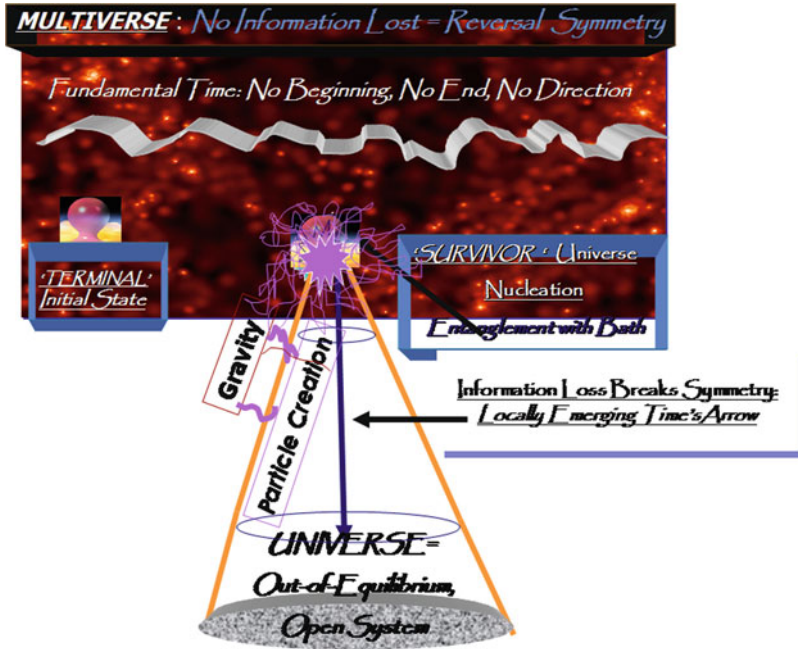 MULTIVERSE : No Information Lost = Reversal Symmetry
Fundamental Time: No Beginning, No End, No Direction
'TERMINAL'
Initial State
'SURVIVOR' : Universe
Nucleation
Entanglement with Bath
Gravity
Particle Creation
Information Loss Breaks Symmetry:
Locally Emerging Time's Arrow
UNIVERSE=
Out-of-Equilibrium,
Open System